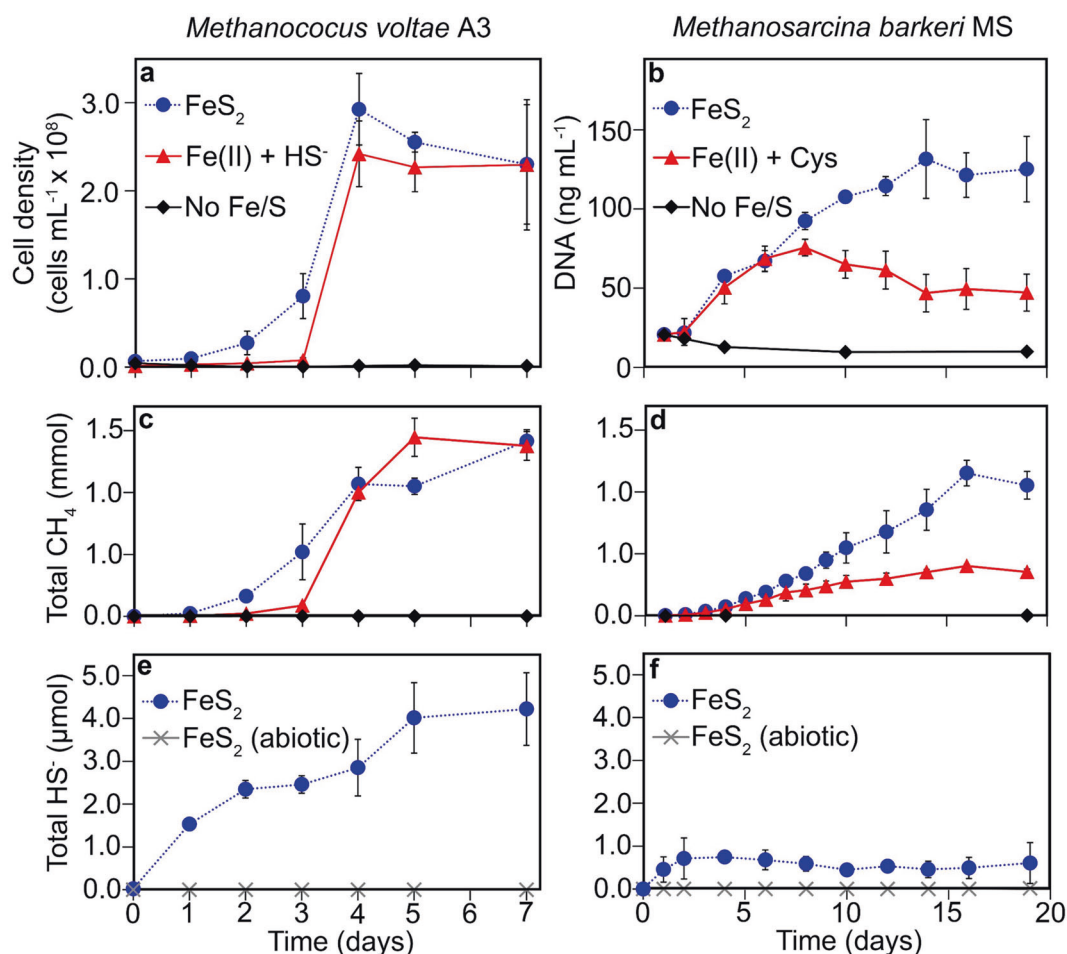 Methanococus voltae A3
Methanosarcina barkeri MS
a
FeS2
Fe(II) + HS-
No Fe/S
Cell density
(cells mL-1 x 108)
3.0
2.0
1.0
0.0
b
FeS2
Fe(II) + Cys
No Fe/S
DNA (ng mL-1)
150
100
50
0
c
Total CH4 (mmol)
1.5
1.0
1.0
0.0
d
1.5
1.0
1.0
0.0
e
FeS2
FeS2 (abiotic)
Total HS- (µmol)
5.0
4.0
3.0
2.0
1.0
0.0
0 1 2 3 4 5 6 7
Time (days)
f
FeS2
FeS2 (abiotic)
5.0
4.0
3.0
2.0
1.0
0.0
0 5 10 15 20
Time (days)